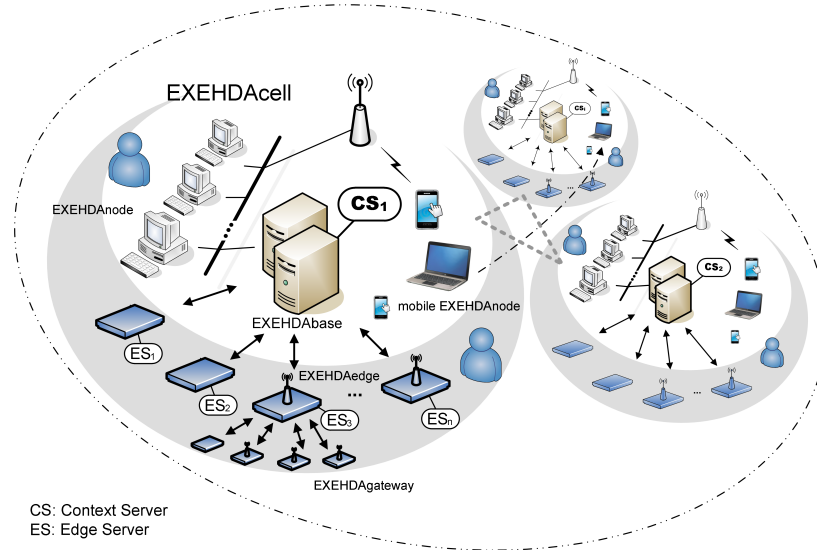 EXEHDAcell
CS₁
EXEHDAnode
mobile EXEHDAnode
EXEHDAbase
ES₁
ES₂
EXEHDAedge
...
ES₃
ESₙ
EXEHDAgateway
...
CS₂
...
CS: Context Server
ES: Edge Server